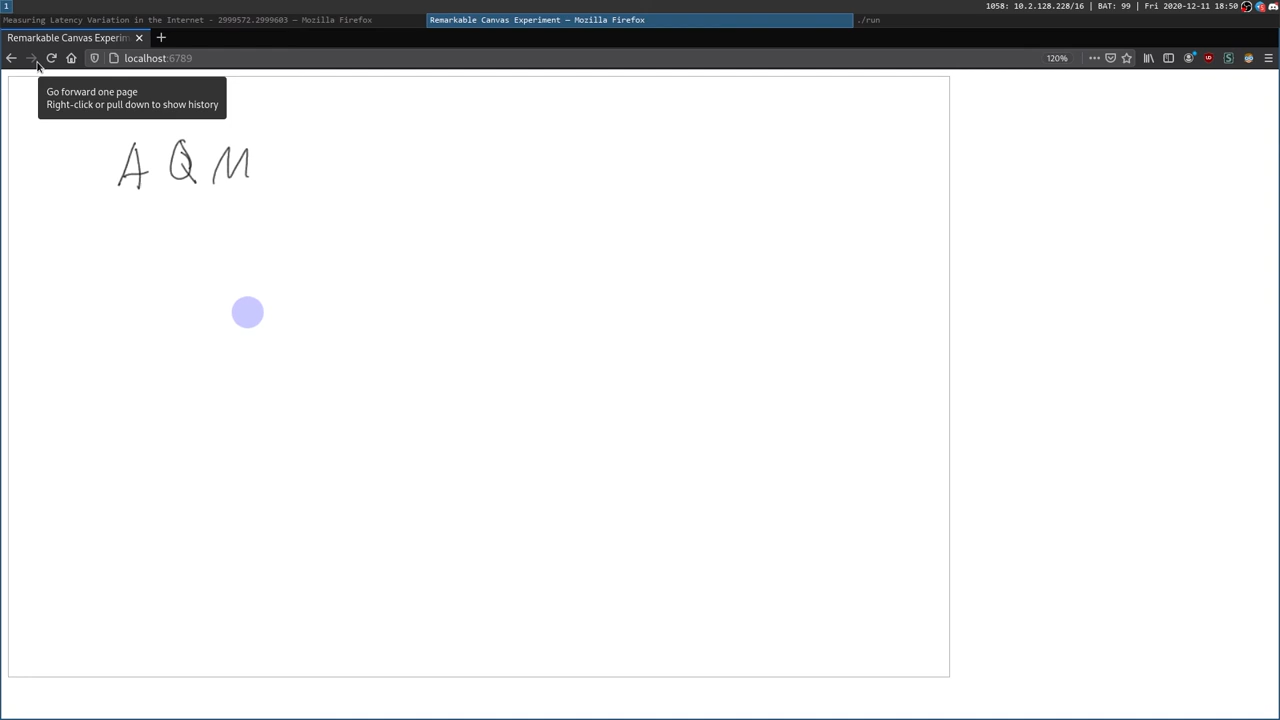 1 1058: 10.2.128.228/16 | BAT: 99 | Fri 2020-12-11 18:50
Measuring Latency Variation in the Internet - 2999572.2999603 — Mozilla Firefox Remarkable Canvas Experiment — Mozilla Firefox ./run
Remarkable Canvas Experim
localhost:6789 120%
Go forward one page
Right-click or pull down to show history
A Q M